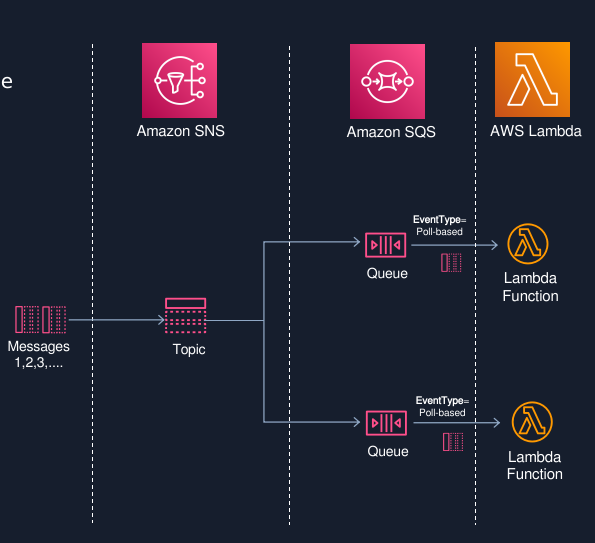 e
Amazon SNS
Amazon SQS
AWS Lambda
EventType=
Poll-based
Queue
Lambda
Function
Messages
1,2,3,....
Topic
EventType=
Poll-based
Queue
Lambda
Function